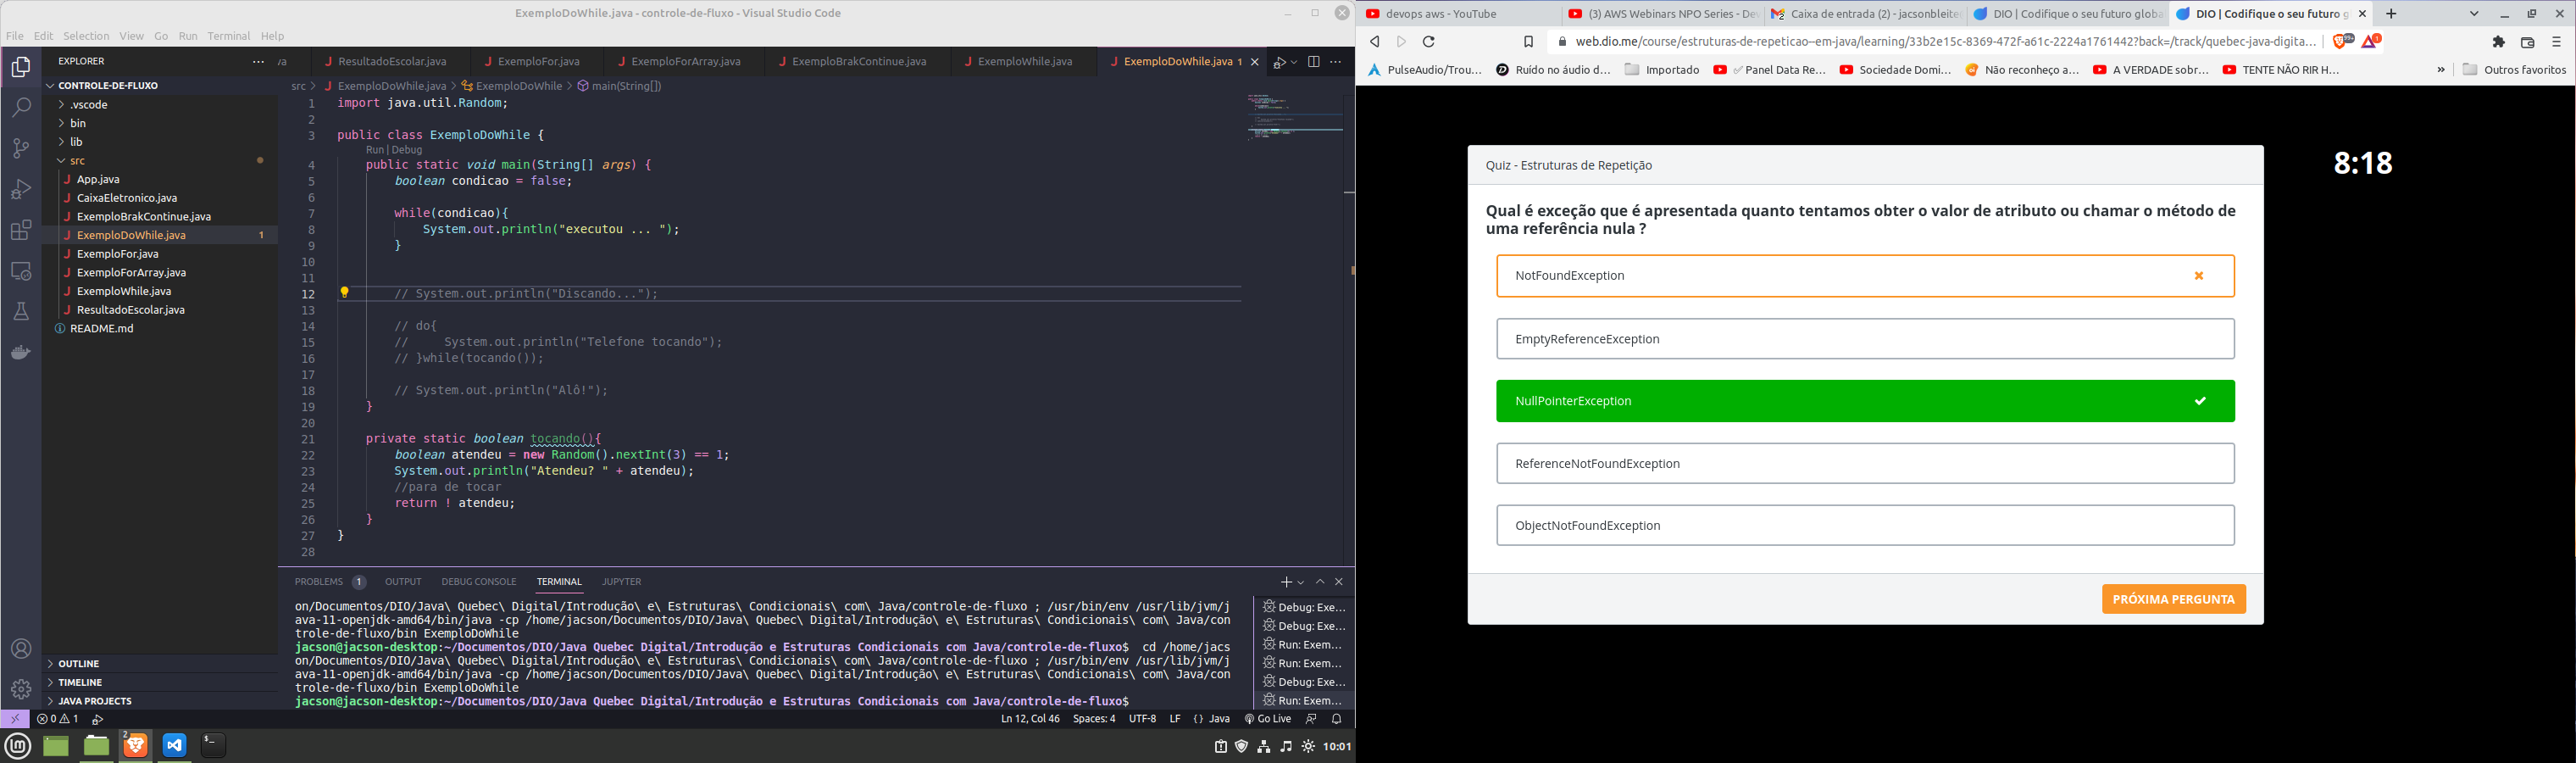 ExemploDoWhile.java - controle-de-fluxo - Visual Studio Code
File Edit Selection View Go Run Terminal Help
EXPLORER
CONTROLE-DE-FLUXO
.vscode
bin
lib
src
App.java
CaixaEletronico.java
ExemploBrakContinue.java
ExemploDoWhile.java 1
ExemploFor.java
ExemploForArray.java
ExemploWhile.java
ResultadoEscolar.java
README.md
OUTLINE
TIMELINE
JAVA PROJECTS
va ResultadoEscolar.java ExemploFor.java ExemploForArray.java ExemploBrakContinue.java ExemploWhile.java ExemploDoWhile.java 1
src > ExemploDoWhile.java > ExemploDoWhile > main(String[])
1 import java.util.Random;
2
3 public class ExemploDoWhile {
Run | Debug
4 public static void main(String[] args) {
5 boolean condicao = false;
6
7 while(condicao){
8 System.out.println("executou ... ");
9 }
10
11
12 // System.out.println("Discando...");
13
14 // do{
15 // System.out.println("Telefone tocando");
16 // }while(tocando());
17
18 // System.out.println("Alô!");
19 }
20
21 private static boolean tocando(){
22 boolean atendeu = new Random().nextInt(3) == 1;
23 System.out.println("Atendeu? " + atendeu);
24 //para de tocar
25 return ! atendeu;
26 }
27 }
28
PROBLEMS 1 OUTPUT DEBUG CONSOLE TERMINAL JUPYTER
on/Documentos/DIO/Java\ Quebec\ Digital/Introdução\ e\ Estruturas\ Condicionais\ com\ Java/controle-de-fluxo ; /usr/bin/env /usr/lib/jvm/j
ava-11-openjdk-amd64/bin/java -cp /home/jacson/Documentos/DIO/Java\ Quebec\ Digital/Introdução\ e\ Estruturas\ Condicionais\ com\ Java/con
trole-de-fluxo/bin ExemploDoWhile
jacson@jacson-desktop:~/Documentos/DIO/Java Quebec Digital/Introdução e Estruturas Condicionais com Java/controle-de-fluxo$ cd /home/jacs
on/Documentos/DIO/Java\ Quebec\ Digital/Introdução\ e\ Estruturas\ Condicionais\ com\ Java/controle-de-fluxo ; /usr/bin/env /usr/lib/jvm/j
ava-11-openjdk-amd64/bin/java -cp /home/jacson/Documentos/DIO/Java\ Quebec\ Digital/Introdução\ e\ Estruturas\ Condicionais\ com\ Java/con
trole-de-fluxo/bin ExemploDoWhile
jacson@jacson-desktop:~/Documentos/DIO/Java Quebec Digital/Introdução e Estruturas Condicionais com Java/controle-de-fluxo$
Debug: Exe...
Debug: Exe...
Run: Exem...
Run: Exem...
Debug: Exe...
Run: Exem...
0 1 Ln 12, Col 46 Spaces: 4 UTF-8 LF {} Java Go Live
2 10:01
devops aws - YouTube (3) AWS Webinars NPO Series - De Caixa de entrada (2) - jacsonbleite DIO | Codifique o seu futuro globa DIO | Codifique o seu futuro g
web.dio.me/course/estruturas-de-repeticao--em-java/learning/33b2e15c-8369-472f-a61c-2224a1761442?back=/track/quebec-java-digita... 99+ 1
PulseAudio/Trou... Ruído no áudio d... Importado Panel Data Re... Sociedade Domi... Não reconheço a... A VERDADE sobr... TENTE NÃO RIR H... » Outros favoritos
Quiz - Estruturas de Repetição
8:18
Qual é exceção que é apresentada quanto tentamos obter o valor de atributo ou chamar o método de
uma referência nula ?
NotFoundException
EmptyReferenceException
NullPointerException
ReferenceNotFoundException
ObjectNotFoundException
PRÓXIMA PERGUNTA